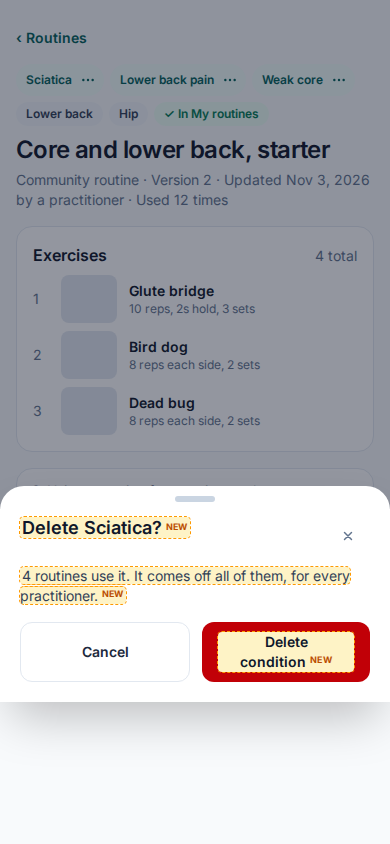 ‹ Routines
Sciatica ··· Lower back pain ··· Weak core ···
Lower back Hip ✓ In My routines
Core and lower back, starter
Community routine · Version 2 · Updated Nov 3, 2026
by a practitioner · Used 12 times
Exercises 4 total
1 Glute bridge
10 reps, 2s hold, 3 sets
2 Bird dog
8 reps each side, 2 sets
3 Dead bug
8 reps each side, 2 sets
Delete Sciatica? NEW
×
4 routines use it. It comes off all of them, for every
practitioner. NEW
Cancel
Delete
condition NEW